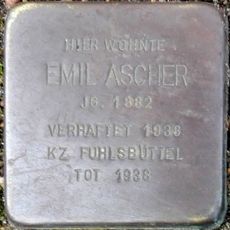 HIER WOHNTE
EMIL ASCHER
JG. 1882
VERHAFTET 1938
KZ FUHLSBÜTTEL
TOT 1938